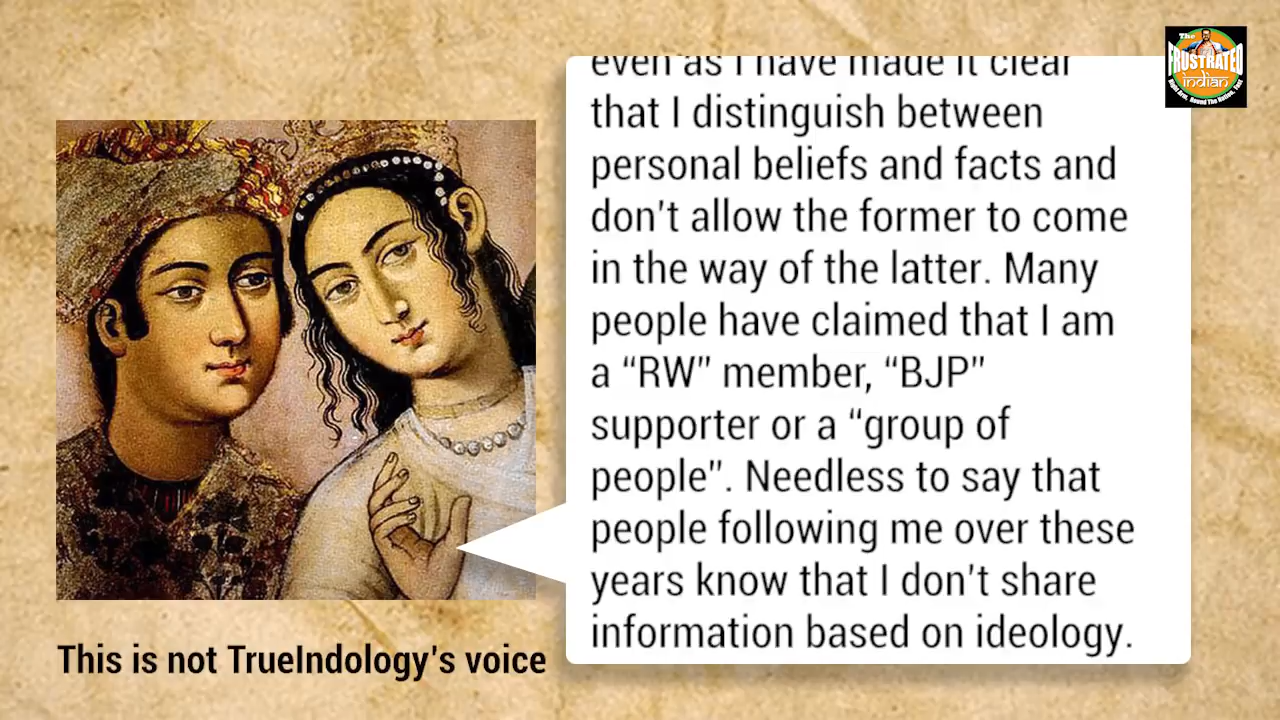 The
FRUSTRATED
indian
even as I have made it clear
that I distinguish between
personal beliefs and facts and
don't allow the former to come
in the way of the latter. Many
people have claimed that I am
a “RW” member, “BJP”
supporter or a “group of
people”. Needless to say that
people following me over these
years know that I don't share
information based on ideology.
This is not TrueIndology's voice